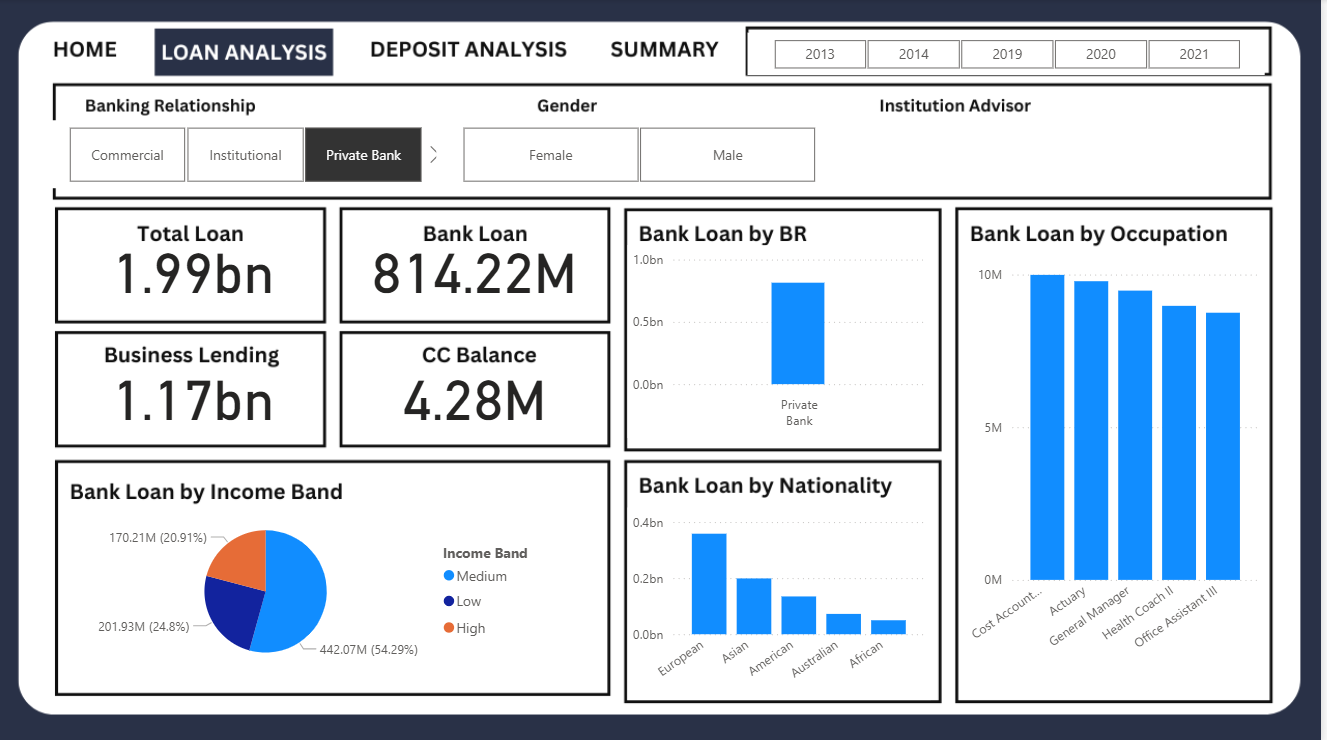 HOME
LOAN ANALYSIS
DEPOSIT ANALYSIS
SUMMARY
2013
2014
2019
2020
2021
Banking Relationship
Gender
Institution Advisor
Commercial
Institutional
Private Bank
Female
Male
Total Loan
1.99bn
Bank Loan
814.22M
Business Lending
1.17bn
CC Balance
4.28M
Bank Loan by BR
1.0bn
0.5bn
0.0bn
Private
Bank
Bank Loan by Occupation
10M
5M
0M
Cost Account...
Actuary
General Manager
Health Coach II
Office Assistant III
Bank Loan by Income Band
170.21M (20.91%)
201.93M (24.8%)
442.07M (54.29%)
Income Band
Medium
Low
High
Bank Loan by Nationality
0.4bn
0.2bn
0.0bn
European
Asian
American
Australian
African